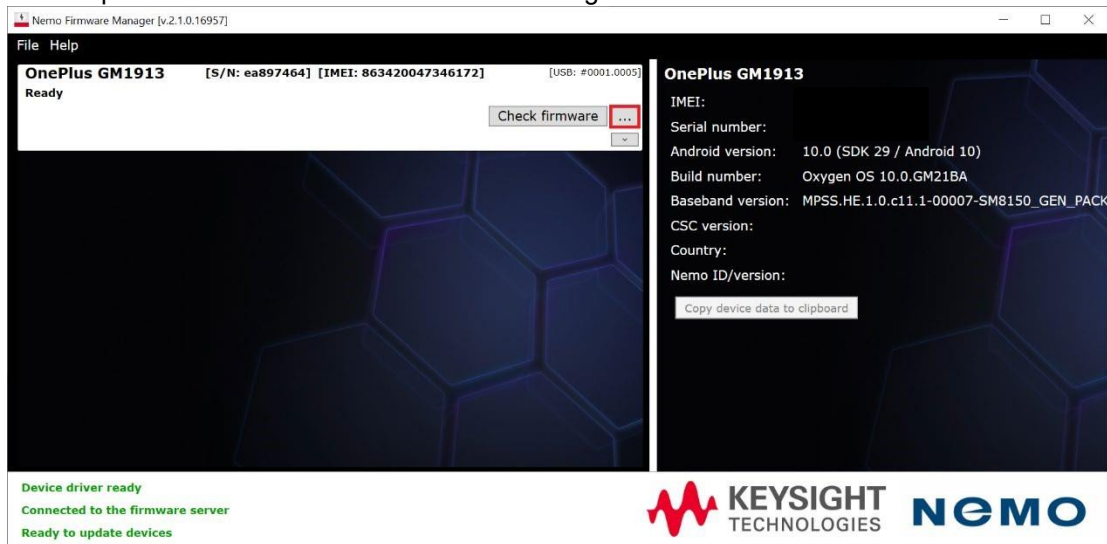 Nemo Firmware Manager [v.2.1.0.16957]
File Help
OnePlus GM1913 [S/N: ea897464] [IMEI: 863420047346172] [USB: #0001.0005]
Ready
Check firmware ...
OnePlus GM1913
IMEI:
Serial number:
Android version: 10.0 (SDK 29 / Android 10)
Build number: Oxygen OS 10.0.GM21BA
Baseband version: MPSS.HE.1.0.c11.1-00007-SM8150_GEN_PACK
CSC version:
Country:
Nemo ID/version:
Copy device data to clipboard
Device driver ready
Connected to the firmware server
Ready to update devices
KEYSIGHT
TECHNOLOGIES
NEMO